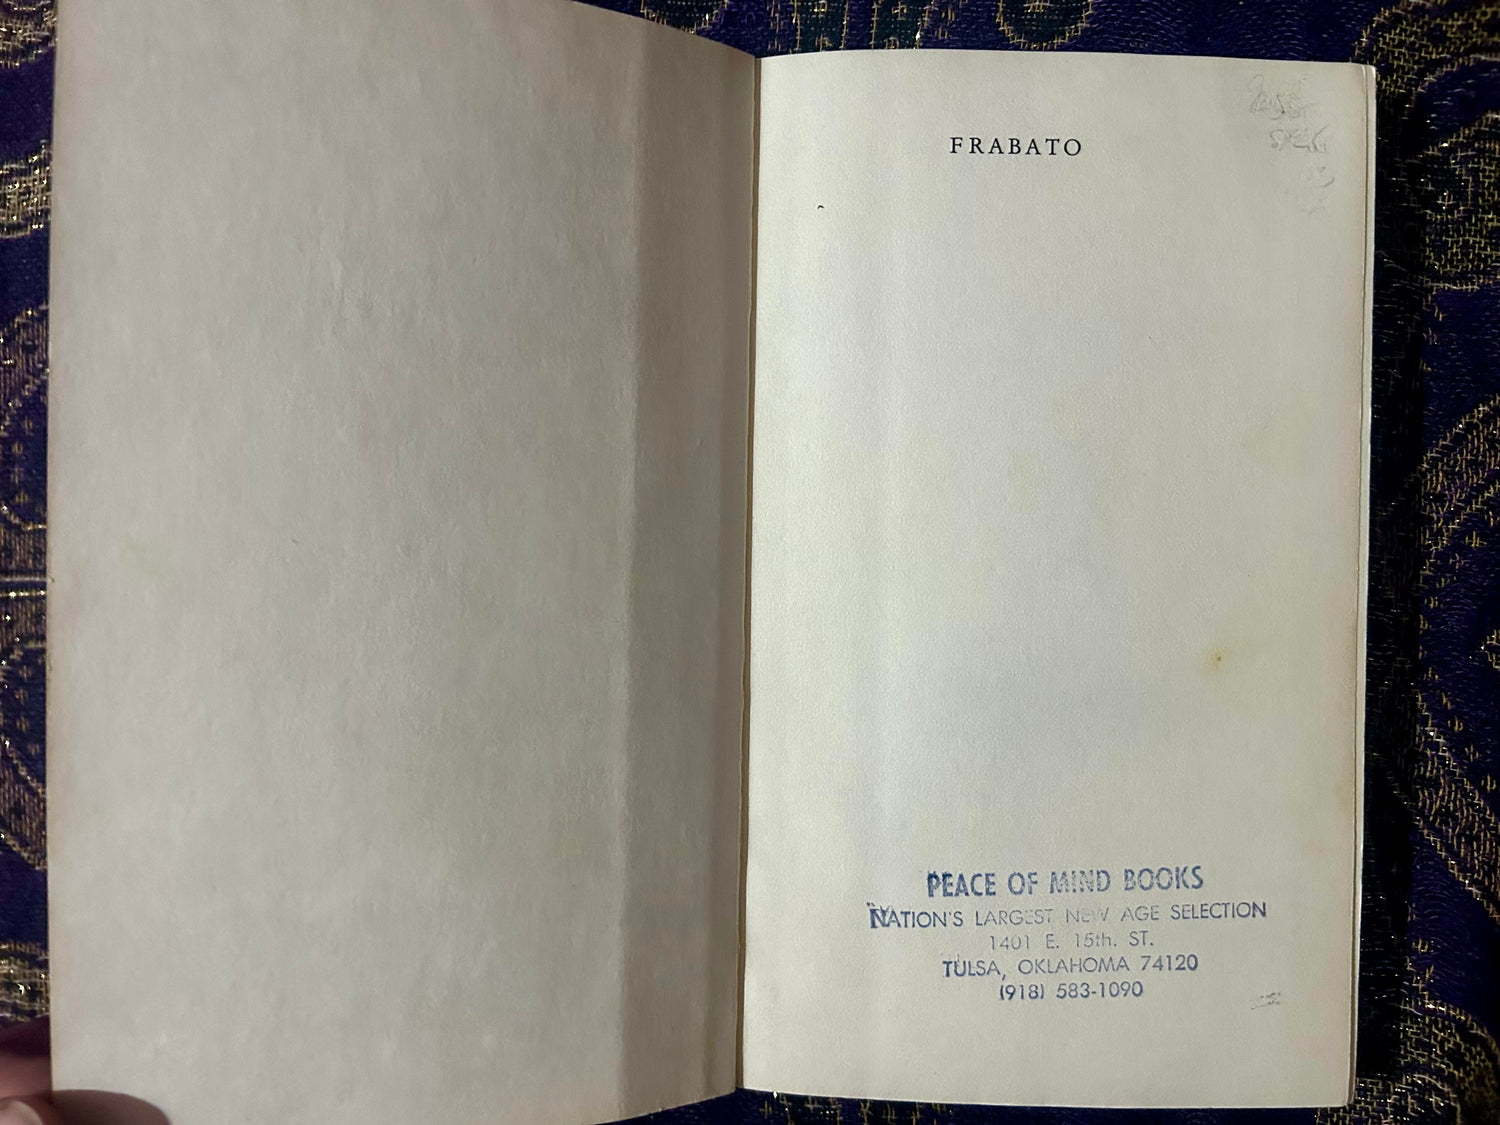 FRABATO
PEACE OF MIND BOOKS
NATION'S LARGEST NEW AGE SELECTION
1401 E. 15th. ST.
TULSA, OKLAHOMA 74120
(918) 583-1090